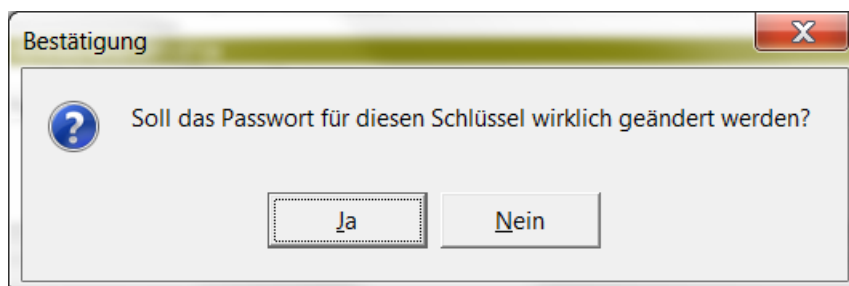 Bestätigung
Soll das Passwort für diesen Schlüssel wirklich geändert werden?
Ja
Nein